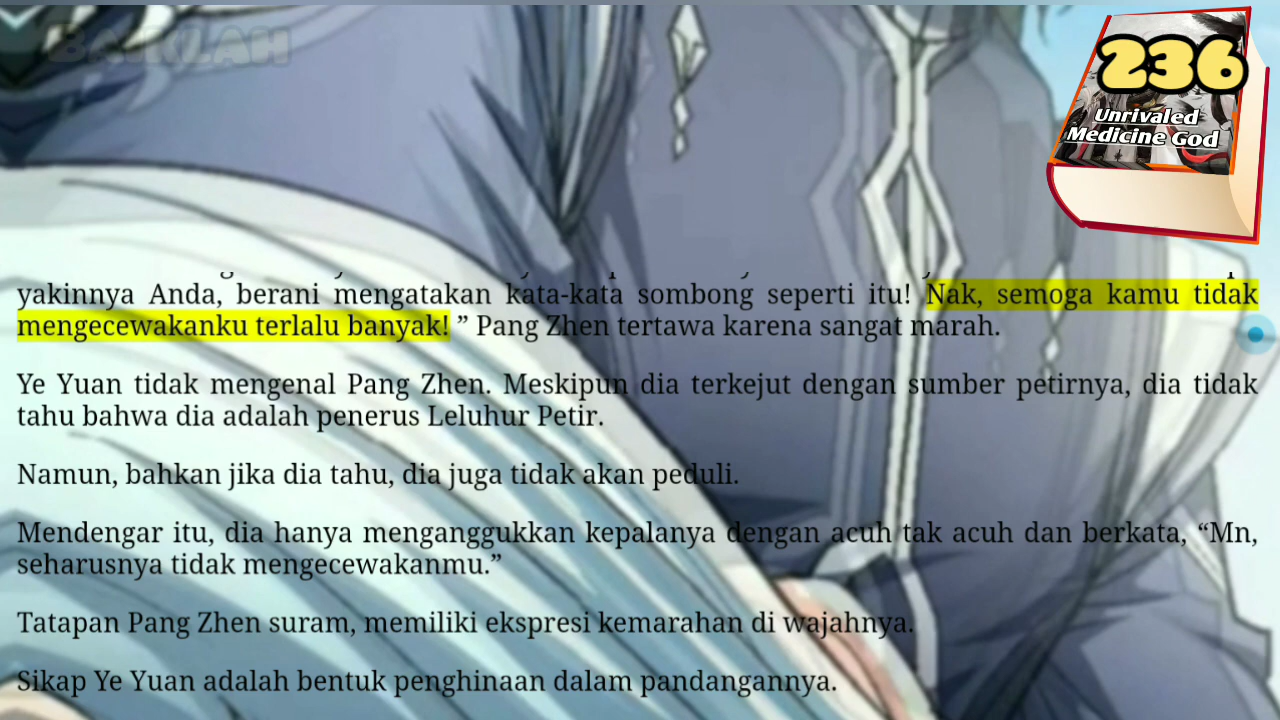 236
Unrivaled
Medicine God
yakinnya Anda, berani mengatakan kata-kata sombong seperti itu! Nak, semoga kamu tidak
mengecewakanku terlalu banyak! ” Pang Zhen tertawa karena sangat marah.
Ye Yuan tidak mengenal Pang Zhen. Meskipun dia terkejut dengan sumber petirnya, dia tidak
tahu bahwa dia adalah penerus Leluhur Petir.
Namun, bahkan jika dia tahu, dia juga tidak akan peduli.
Mendengar itu, dia hanya menganggukkan kepalanya dengan acuh tak acuh dan berkata, “Mn,
seharusnya tidak mengecewakanmu.”
Tatapan Pang Zhen suram, memiliki ekspresi kemarahan di wajahnya.
Sikap Ye Yuan adalah bentuk penghinaan dalam pandangannya.